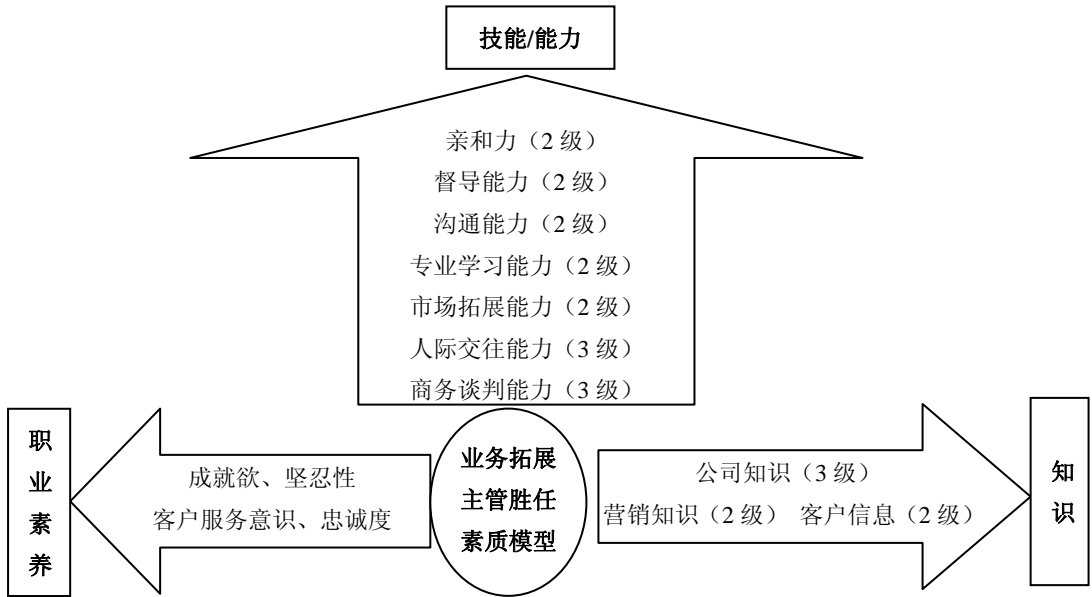 技能/能力
亲和力（2 级）
督导能力（2 级）
沟通能力（2 级）
专业学习能力（2 级）
市场拓展能力（2 级）
人际交往能力（3 级）
商务谈判能力（3 级）
职业素养
成就欲、坚忍性
客户服务意识、忠诚度
业务拓展
主管胜任
素质模型
公司知识（3 级）
营销知识（2 级） 客户信息（2 级）
知识